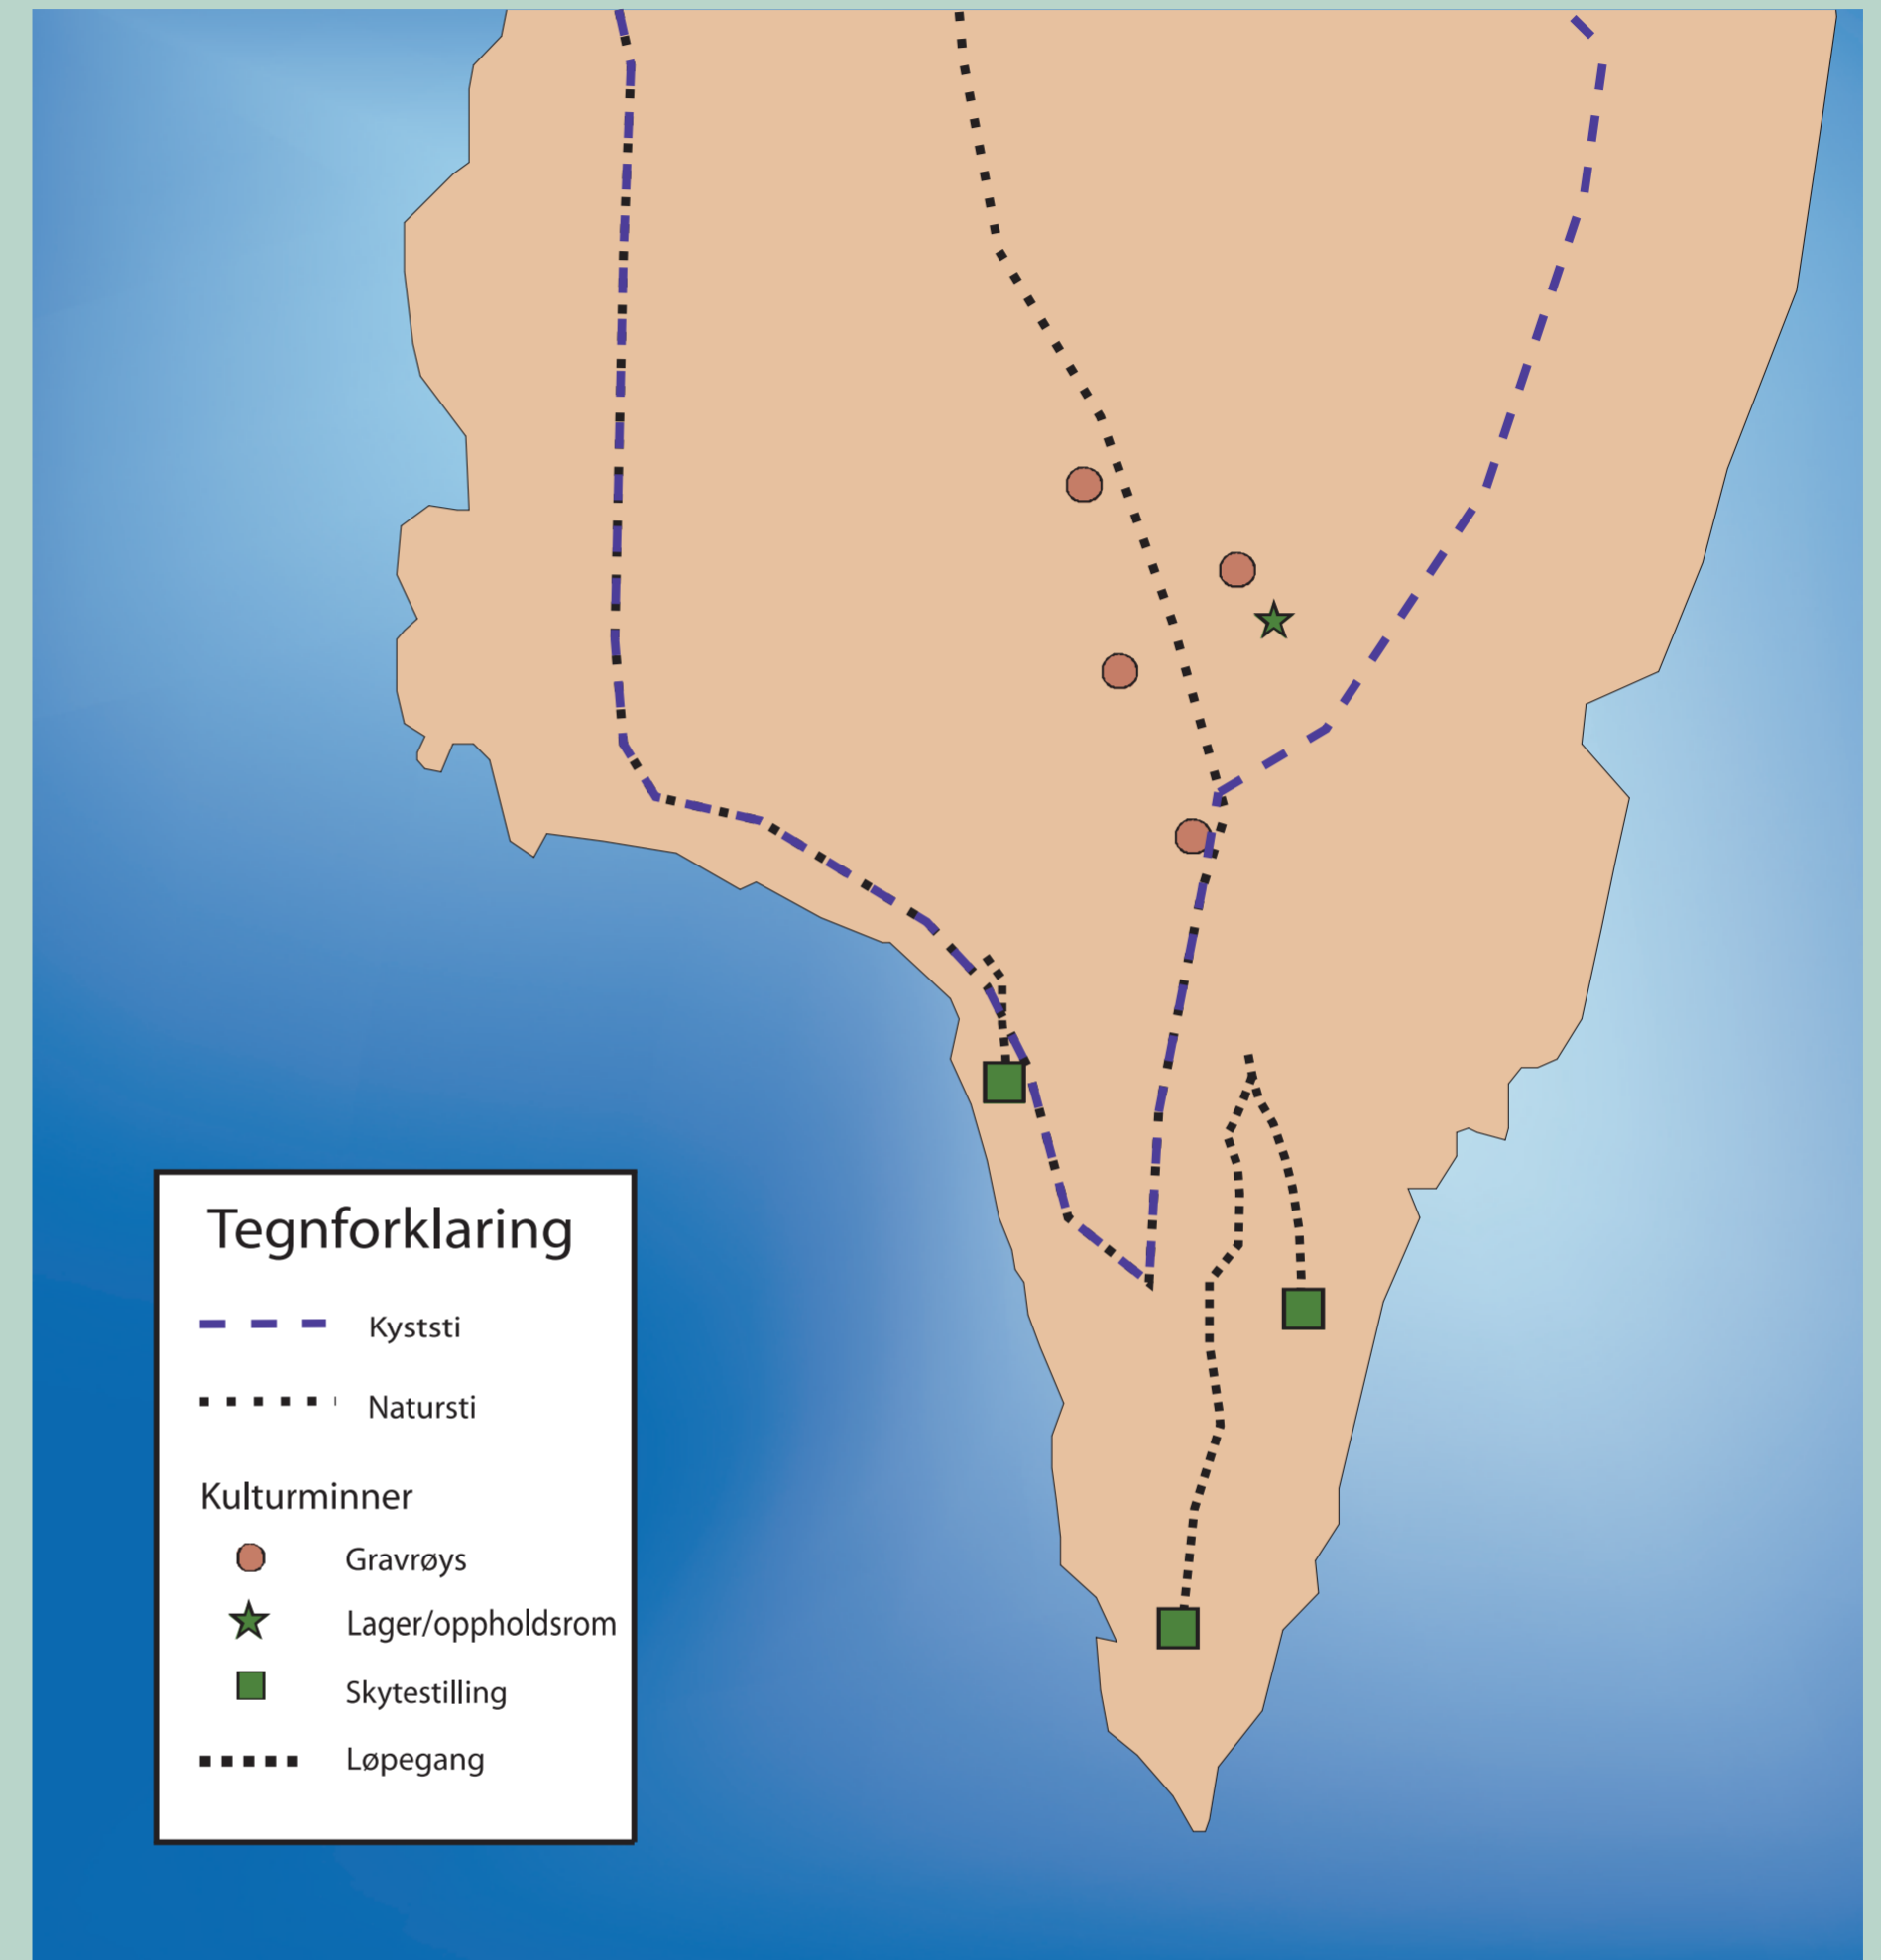 Tegnforklaring
Kyststi
Natursti
Kulturminner
Gravrøys
Lager/oppholdsrom
Skytestilling
Løpegang